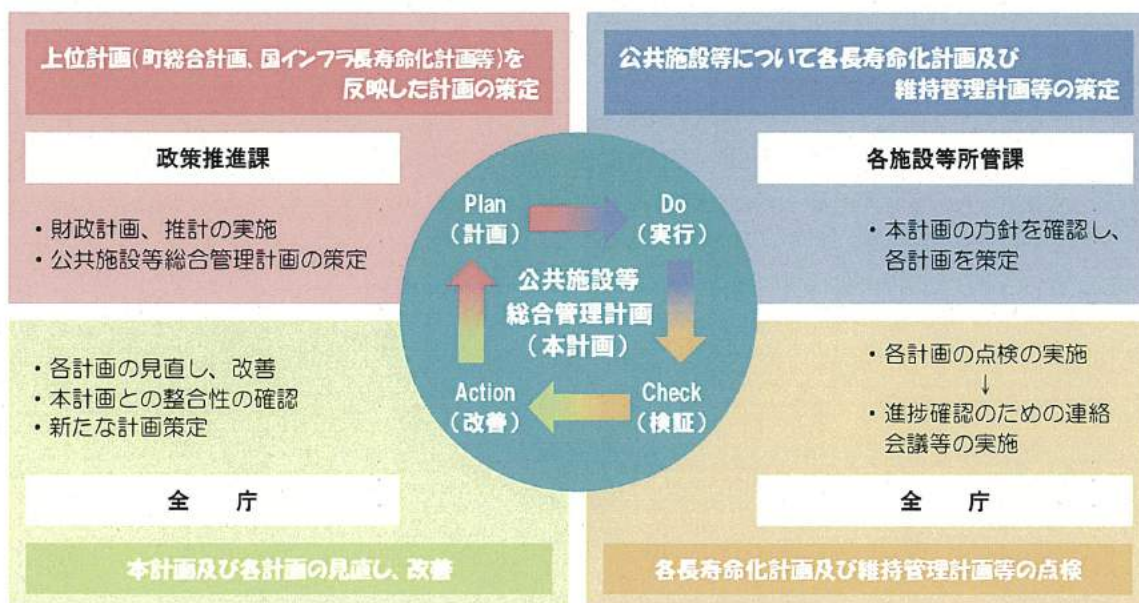 上位計画(町総合計画、国インフラ長寿命化計画等)を
反映した計画の策定
政策推進課
・財政計画、推計の実施
・公共施設等総合管理計画の策定
公共施設等について各長寿命化計画及び
維持管理計画等の策定
各施設等所管課
・本計画の方針を確認し、
各計画を策定
Plan
(計画)
Do
(実行)
公共施設等
総合管理計画
(本計画)
Action
(改善)
Check
(検証)
・各計画の見直し、改善
・本計画との整合性の確認
・新たな計画策定
全　庁
本計画及び各計画の見直し、改善
・各計画の点検の実施
↓
・進捗確認のための連絡
会議等の実施
全　庁
各長寿命化計画及び維持管理計画等の点検